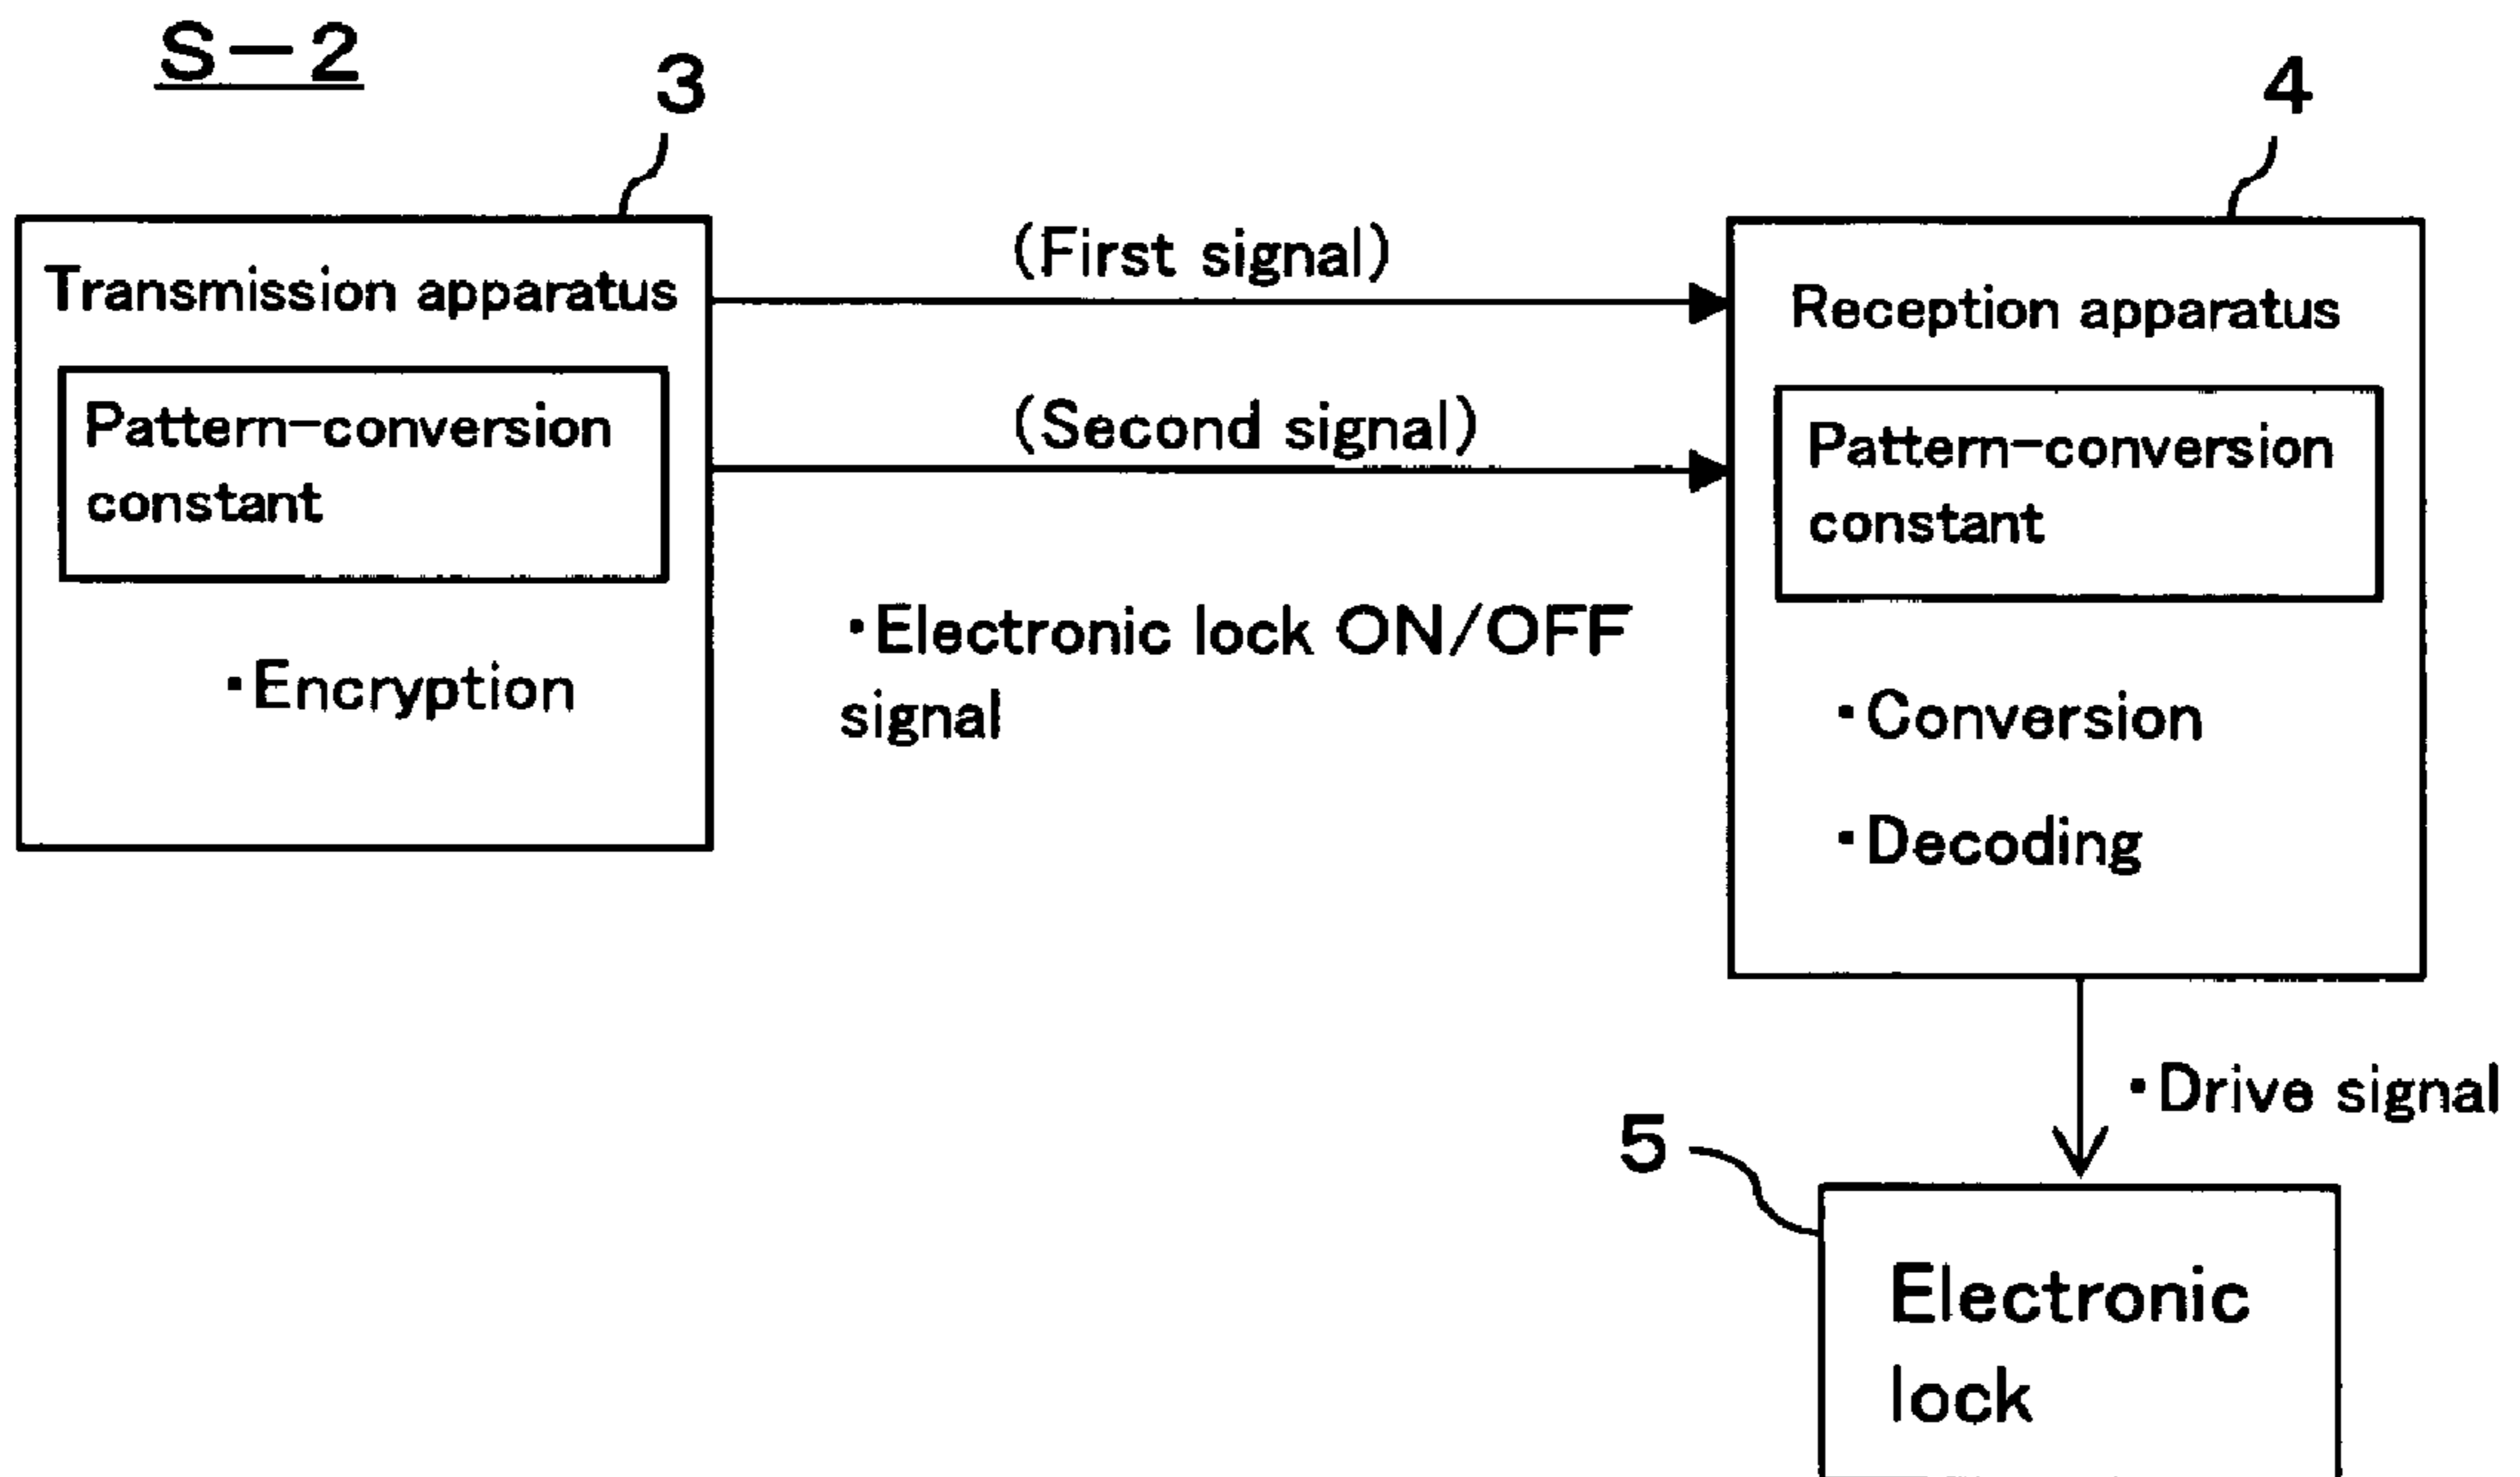 S-2
3
4
(First signal)
Transmission apparatus
Reception apparatus
Pattern-conversion
constant
(Second signal)
Pattern-conversion
constant
・Electronic lock ON/OFF
signal
・Encryption
・Conversion
・Decoding
・Drive signal
5
Electronic
lock